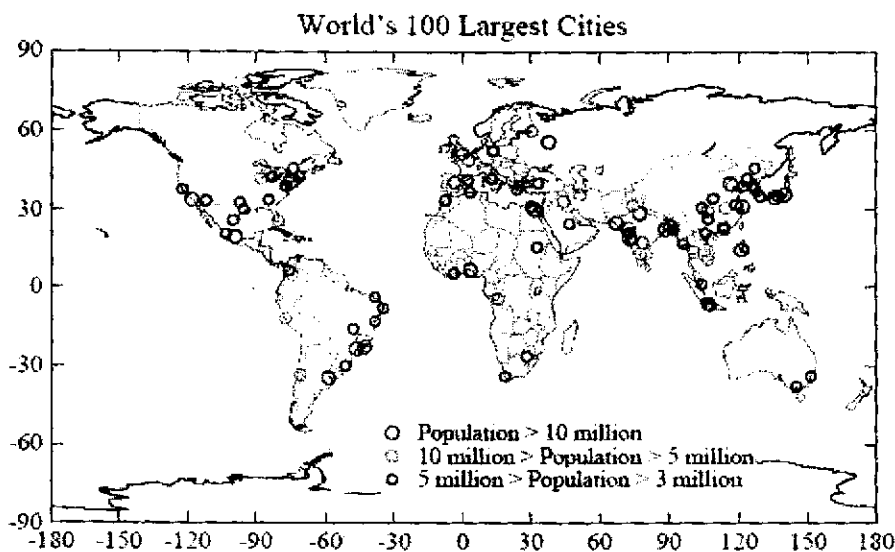 World's 100 Largest Cities
90
60
30
0
-30
-60
-90
Population > 10 million
10 million > Population > 5 million
5 million > Population > 3 million
-180 -150 -120 -90 -60 -30 0 30 60 90 120 150 180